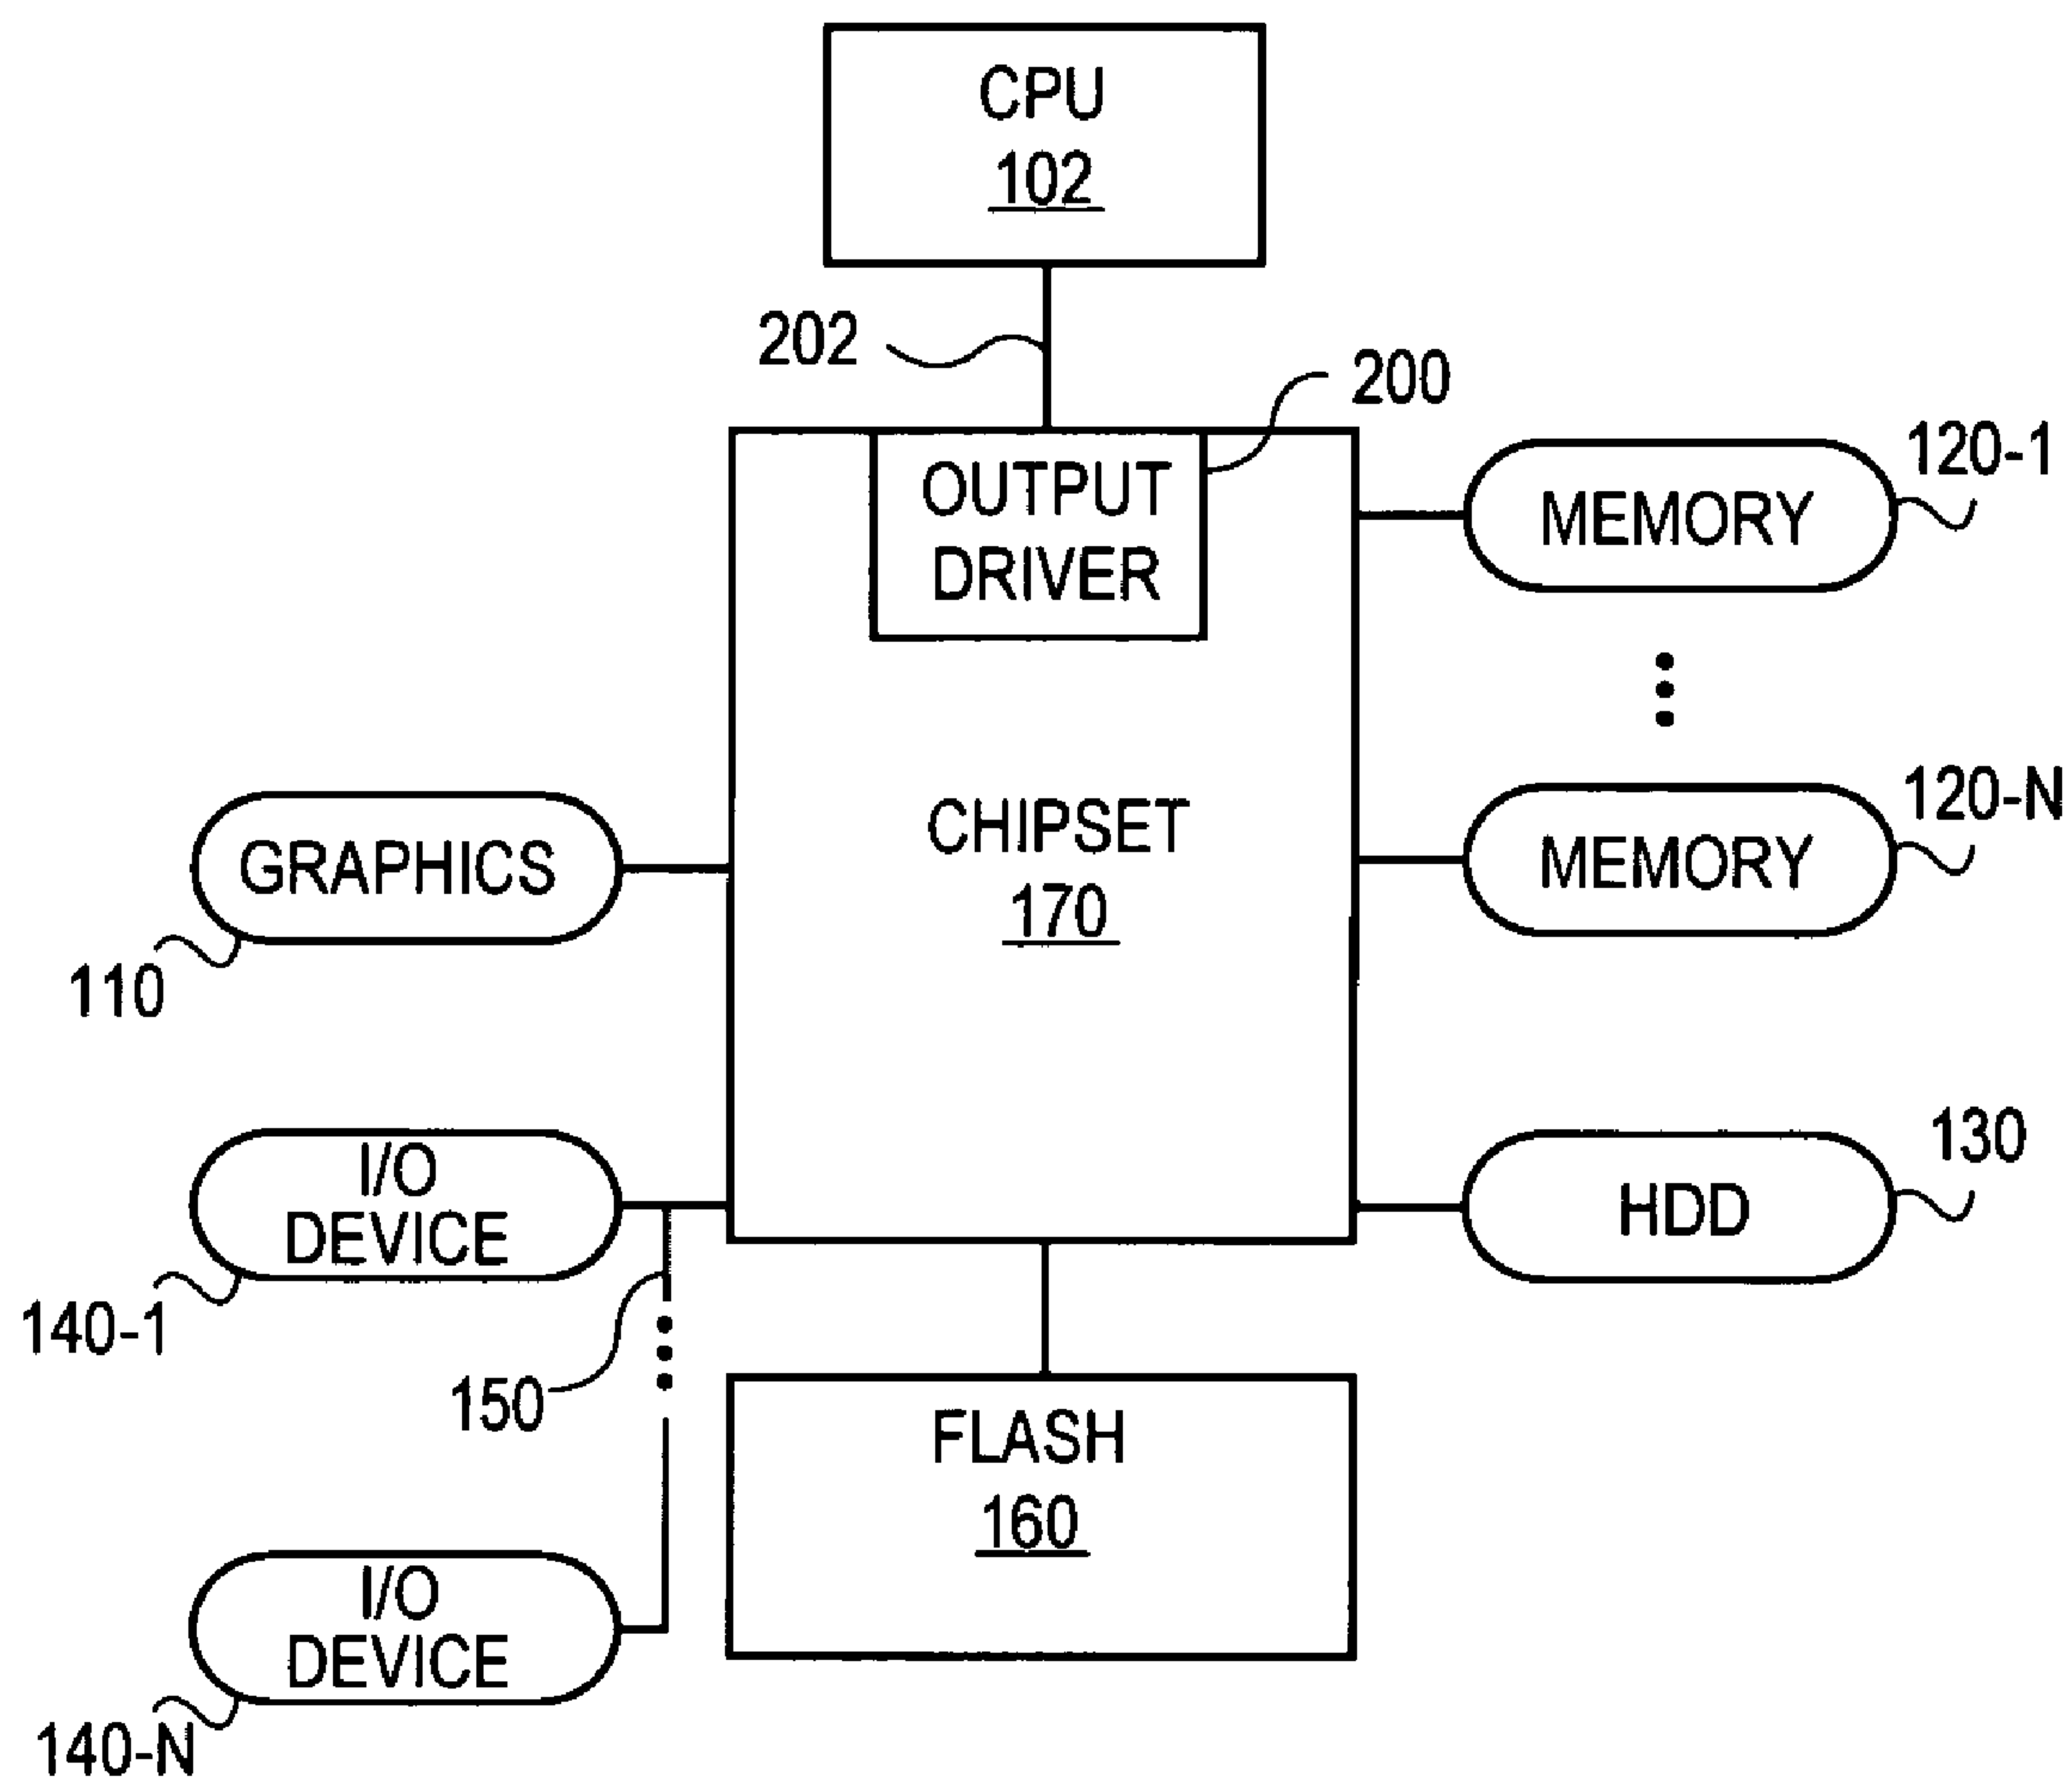 CPU
102
202
200
OUTPUT
DRIVER
120-1
MEMORY
CHIPSET
170
120-N
MEMORY
GRAPHICS
110
130
HDD
I/O
DEVICE
140-1
150
FLASH
160
I/O
DEVICE
140-N